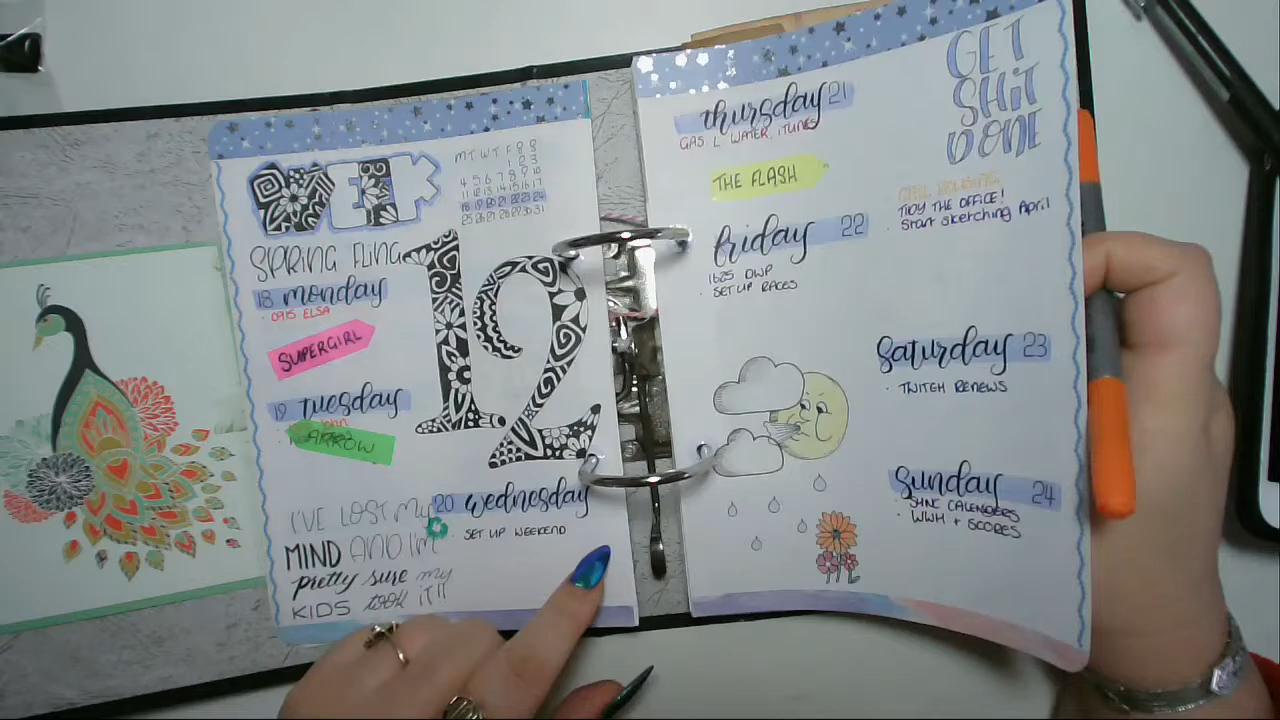 WEEK
SPRING FLING
12
M T W T F S S
1 2 3
4 5 6 7 8 9 10
11 12 13 14 15 16 17
18 19 20 21 22 23 24
25 26 27 28 29 30 31
18 monday
· 0915 ELSA
SUPERGIRL
19 tuesday
ARROW
I'VE LOST My
MIND AND I'M
pretty sure my
KIDS took IT!!
20 wednesday
· SET UP WEEKEND
thursday 21
GAS L WATER, ITUNES
THE FLASH
friday 22
1625 DWP
· SET UP RACES
GET
SHiT
DONE
TIDY THE OFFICE!
· Start sketching April
saturday 23
· TWITCH RENEWS
sunday 24
· SYNC CALENDARS
· WWH + SCORES